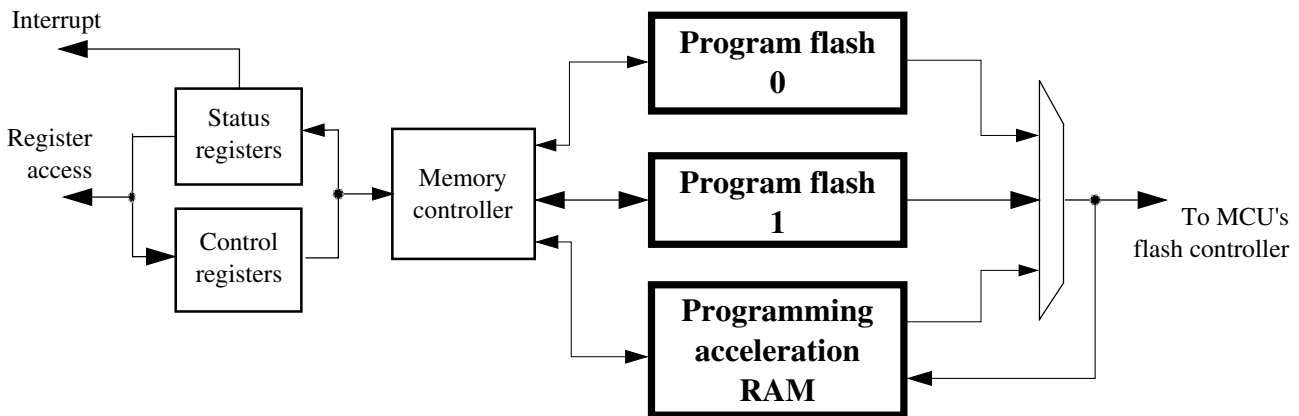 Interrupt
Register
access
Status
registers
Control
registers
Memory
controller
Program flash
0
Program flash
1
Programming
acceleration
RAM
To MCU's
flash controller